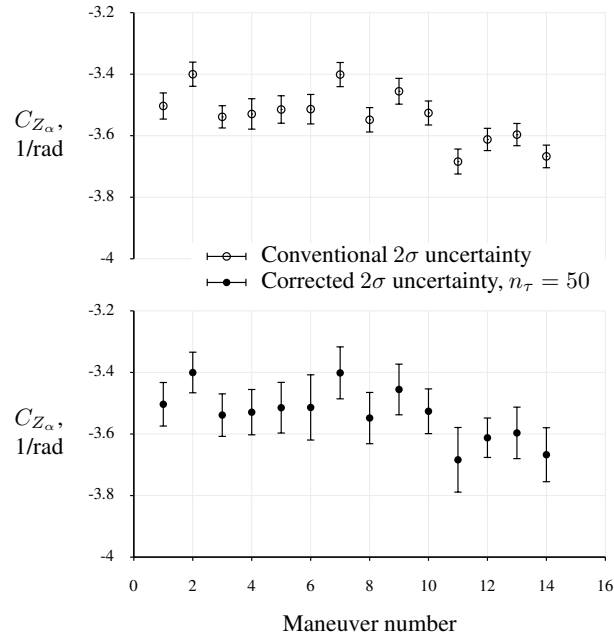 -3.2
-3.4
-3.6
-3.8
-4
C_{Z_α},
1/rad
Conventional 2σ uncertainty
Corrected 2σ uncertainty, n_τ = 50
-3.2
-3.4
-3.6
-3.8
-4
C_{Z_α},
1/rad
0 2 4 6 8 10 12 14 16
Maneuver number